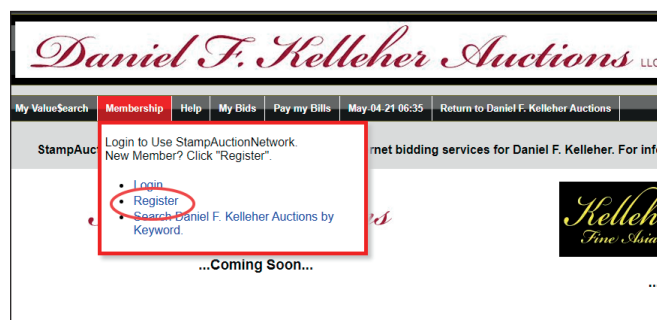 Daniel F. Kelleher Auctions LLC
My Value$earch Membership Help My Bids Pay my Bills May-04-21 06:35 Return to Daniel F. Kelleher Auctions
Login to Use StampAuctionNetwork.
New Member? Click "Register".
StampAuc rnet bidding services for Daniel F. Kelleher. For inf
Login
Register
Search Daniel F. Kelleher Auctions by
Keyword.
Kelleh
Fine Asia
...Coming Soon...